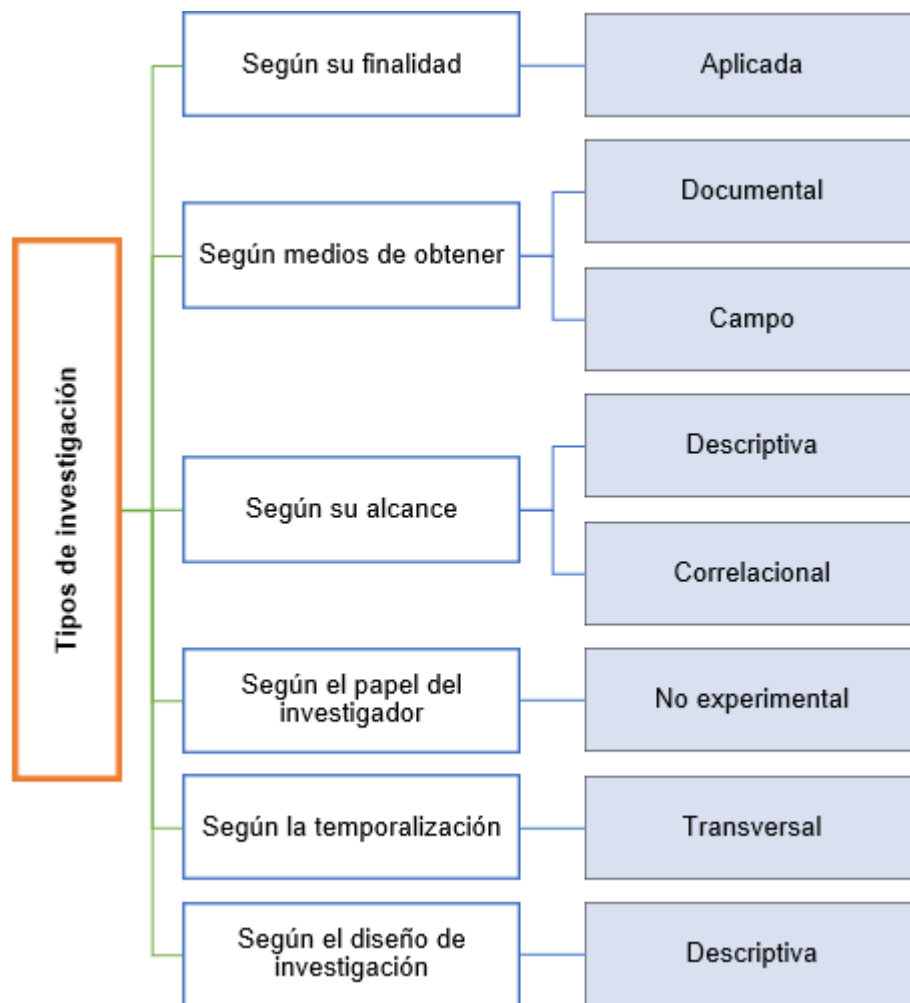 Tipos de investigación
Según su finalidad
Aplicada
Según medios de obtener
Documental
Campo
Según su alcance
Descriptiva
Correlacional
Según el papel del
investigador
No experimental
Según la temporalización
Transversal
Según el diseño de
investigación
Descriptiva